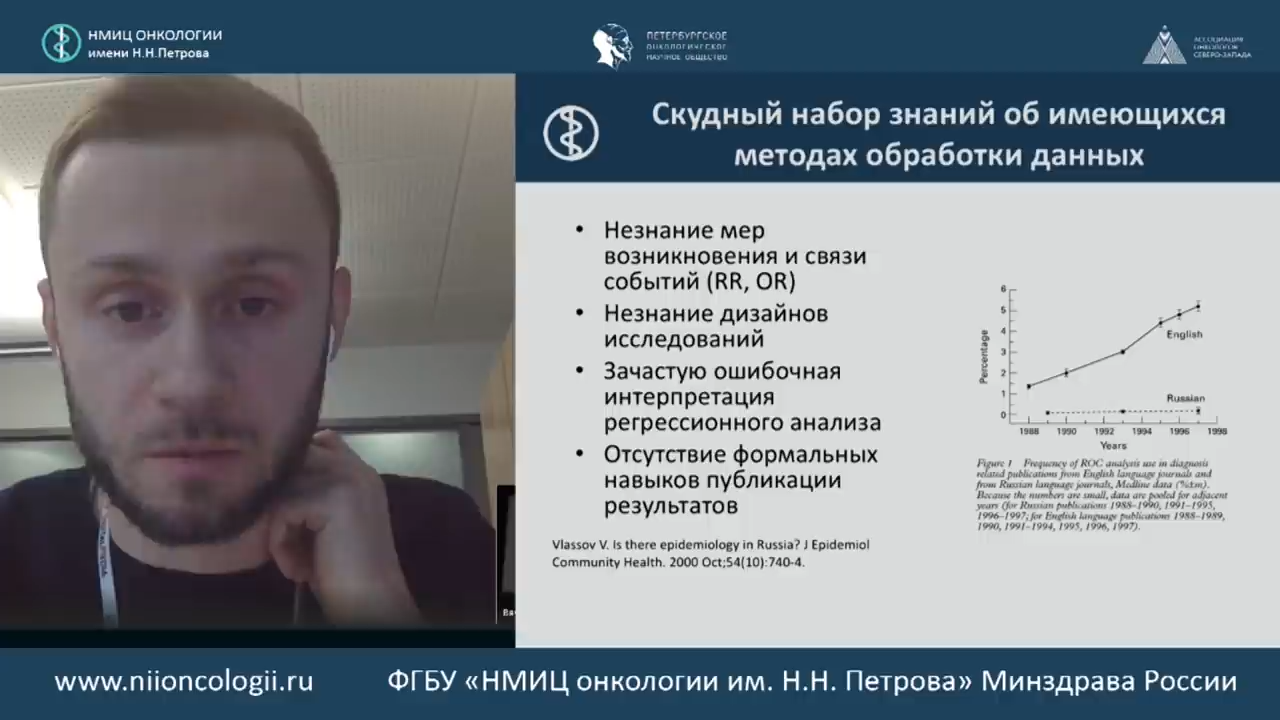 НМИЦ ОНКОЛОГИИ
имени Н.Н.Петрова
ПЕТЕРБУРГСКОЕ
ОНКОЛОГИЧЕСКОЕ
НАУЧНОЕ ОБЩЕСТВО
АССОЦИАЦИЯ
ОНКОЛОГОВ
СЕВЕРО-ЗАПАДА
Скудный набор знаний об имеющихся
методах обработки данных
• Незнание мер
возникновения и связи
событий (RR, OR)
• Незнание дизайнов
исследований
• Зачастую ошибочная
интерпретация
регрессионного анализа
• Отсутствие формальных
навыков публикации
результатов
Vlassov V. Is there epidemiology in Russia? J Epidemiol
Community Health. 2000 Oct;54(10):740-4.
6
5
4
3
2
1
0
Percentage
English
Russian
1988 1990 1992 1994 1996 1998
Years
Figure 1 Frequency of ROC analysis use in diagnosis
related publications from English language journals and
from Russian language journals, Medline data (%±m).
Because the numbers are small, data are pooled for adjacent
years (for Russian publications 1988–1990, 1991–1995,
1996–1997; for English language publications 1988–1989,
1990, 1991–1994, 1995, 1996, 1997).
www.niioncologii.ru
ФГБУ «НМИЦ онкологии им. Н.Н. Петрова» Минздрава России